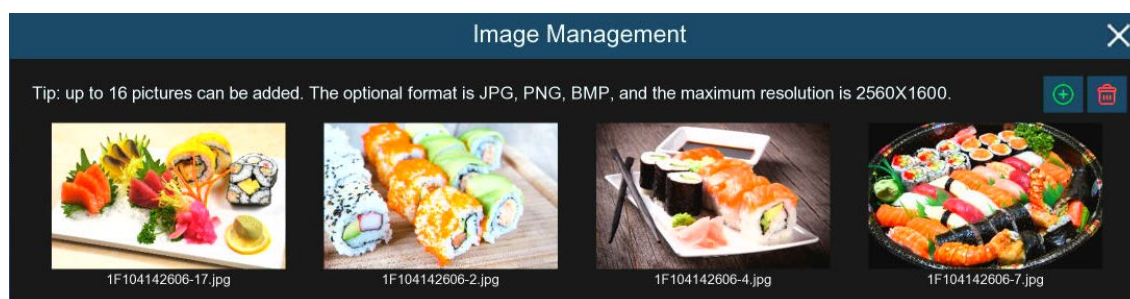 Image Management
Tip: up to 16 pictures can be added. The optional format is JPG, PNG, BMP, and the maximum resolution is 2560X1600.
1F104142606-17.jpg
1F104142606-2.jpg
1F104142606-4.jpg
1F104142606-7.jpg